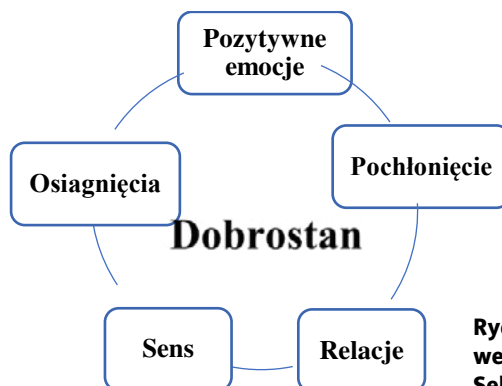 Pozytywne
emocje
Osiagnięcia
Pochłonięcie
Dobrostan
Sens
Relacje